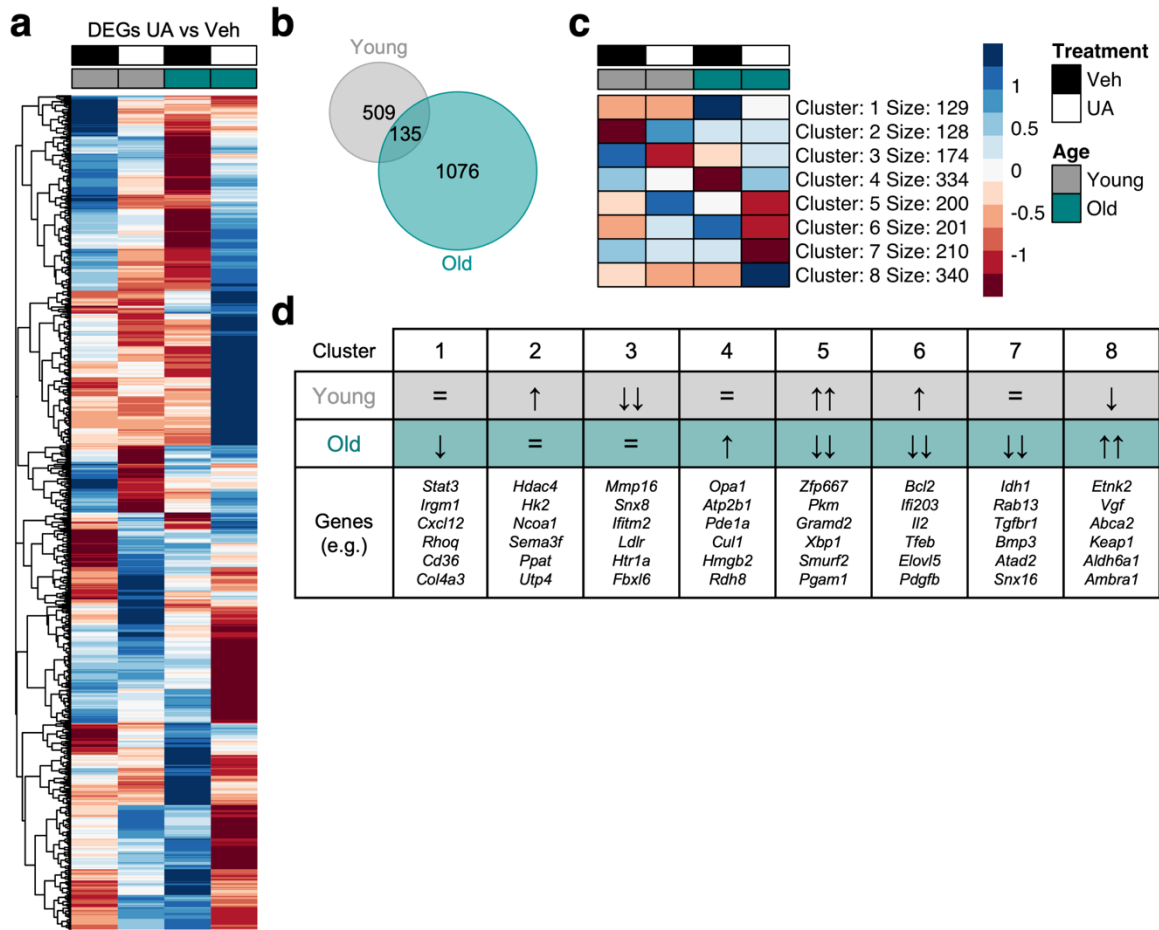 a
DEGs UA vs Veh
b
Young
509
135
1076
Old
c
Cluster: 1 Size: 129
Cluster: 2 Size: 128
Cluster: 3 Size: 174
Cluster: 4 Size: 334
Cluster: 5 Size: 200
Cluster: 6 Size: 201
Cluster: 7 Size: 210
Cluster: 8 Size: 340
1
0.5
0
-0.5
-1
Treatment
Veh
UA
Age
Young
Old
d
Cluster 1 2 3 4 5 6 7 8
Young = ↑ ↓↓ = ↑↑ ↑ = ↓
Old ↓ = = ↑ ↓↓ ↓↓ ↓↓ ↑↑
Genes (e.g.)
Stat3 Hdac4 Mmp16 Opa1 Zfp667 Bcl2 Idh1 Etnk2
Irgm1 Hk2 Snx8 Atp2b1 Pkm Ifi203 Rab13 Vgf
Cxcl12 Ncoa1 Ifitm2 Pde1a Gramd2 Il2 Tgfbr1 Abca2
Rhoq Sema3f Ldlr Cul1 Xbp1 Tfeb Bmp3 Keap1
Cd36 Ppat Htr1a Hmgb2 Smurf2 Elovl5 Atad2 Aldh6a1
Col4a3 Utp4 Fbxl6 Rdh8 Pgam1 Pdgfb Snx16 Ambra1